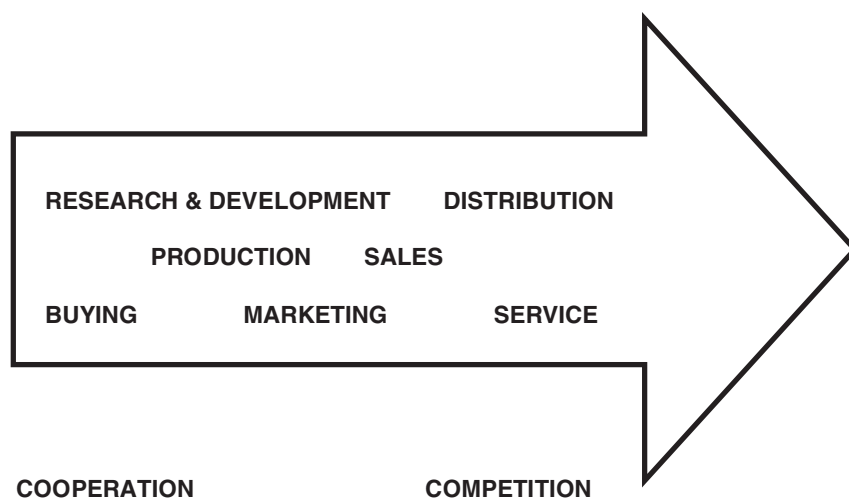 RESEARCH & DEVELOPMENT DISTRIBUTION
PRODUCTION SALES
BUYING MARKETING SERVICE
COOPERATION COMPETITION